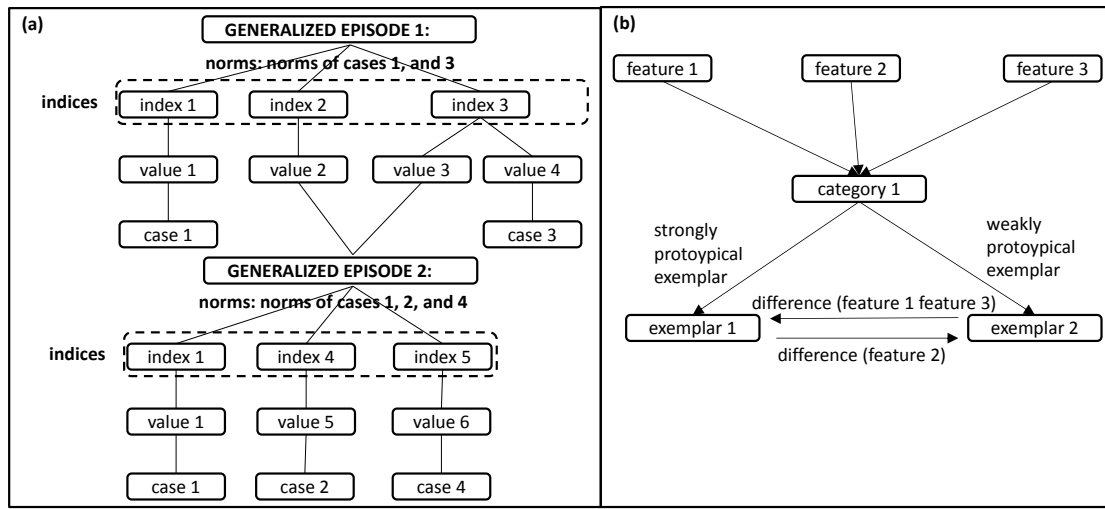 (a)
GENERALIZED EPISODE 1:
norms: norms of cases 1, and 3
indices
index 1
index 2
index 3
value 1
value 2
value 3
value 4
case 1
case 3
GENERALIZED EPISODE 2:
norms: norms of cases 1, 2, and 4
indices
index 1
index 4
index 5
value 1
value 5
value 6
case 1
case 2
case 4
(b)
feature 1
feature 2
feature 3
category 1
strongly
protoypical
exemplar
weakly
protoypical
exemplar
difference (feature 1 feature 3)
exemplar 1
exemplar 2
difference (feature 2)